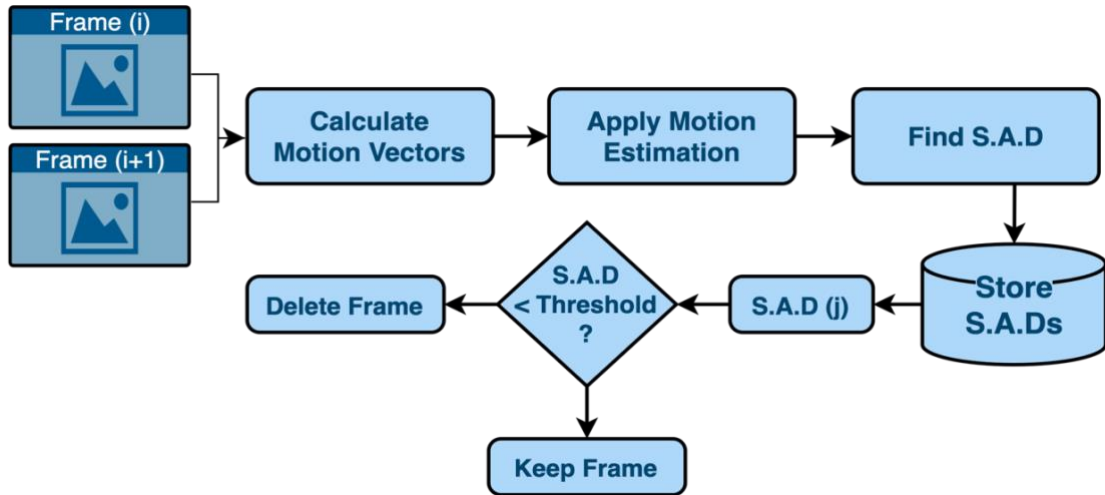 Frame (i)
Frame (i+1)
Calculate
Motion Vectors
Apply Motion
Estimation
Find S.A.D
Store
S.A.Ds
S.A.D (j)
S.A.D
< Threshold
?
Delete Frame
Keep Frame